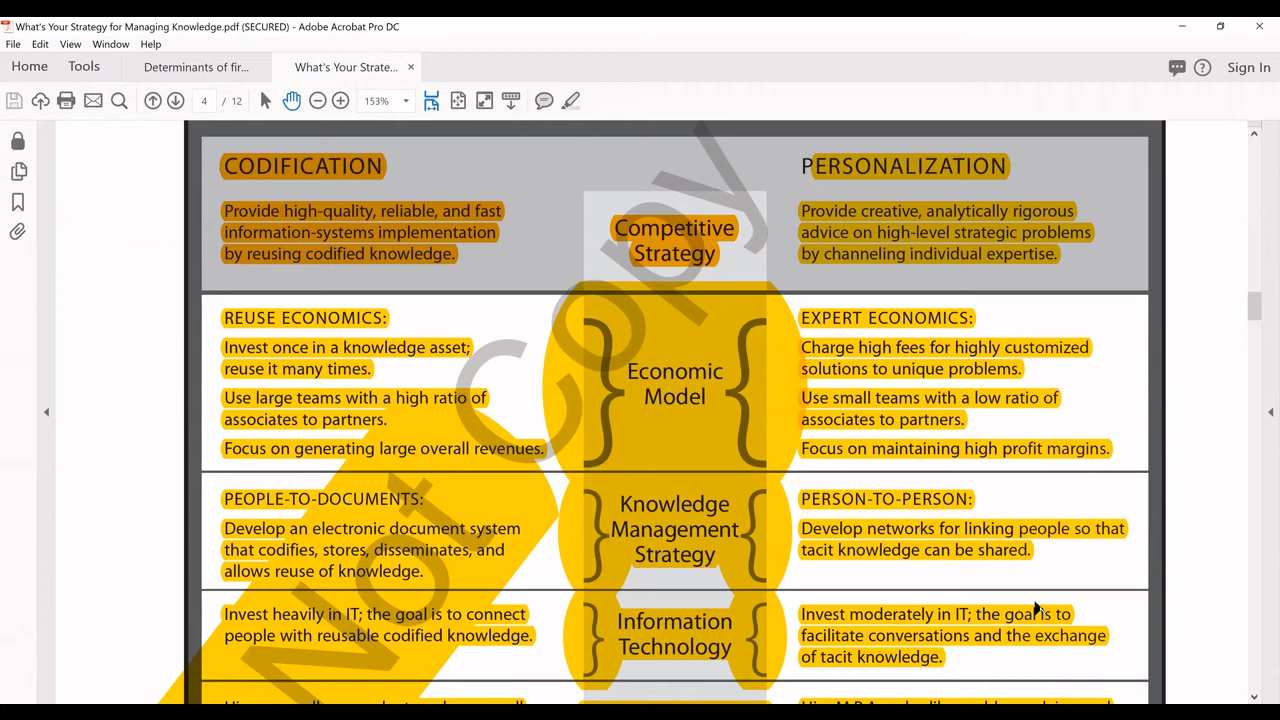 What's Your Strategy for Managing Knowledge.pdf (SECURED) - Adobe Acrobat Pro DC
File Edit View Window Help
Home Tools Determinants of fir... What's Your Strate... × Sign In
4 / 12 153%
CODIFICATION
Provide high-quality, reliable, and fast
information-systems implementation
by reusing codified knowledge.
Competitive
Strategy
PERSONALIZATION
Provide creative, analytically rigorous
advice on high-level strategic problems
by channeling individual expertise.
REUSE ECONOMICS:
Invest once in a knowledge asset;
reuse it many times.
Use large teams with a high ratio of
associates to partners.
Focus on generating large overall revenues.
Economic
Model
EXPERT ECONOMICS:
Charge high fees for highly customized
solutions to unique problems.
Use small teams with a low ratio of
associates to partners.
Focus on maintaining high profit margins.
PEOPLE-TO-DOCUMENTS:
Develop an electronic document system
that codifies, stores, disseminates, and
allows reuse of knowledge.
Knowledge
Management
Strategy
PERSON-TO-PERSON:
Develop networks for linking people so that
tacit knowledge can be shared.
Invest heavily in IT; the goal is to connect
people with reusable codified knowledge.
Information
Technology
Invest moderately in IT; the goal is to
facilitate conversations and the exchange
of tacit knowledge.
Not Copy